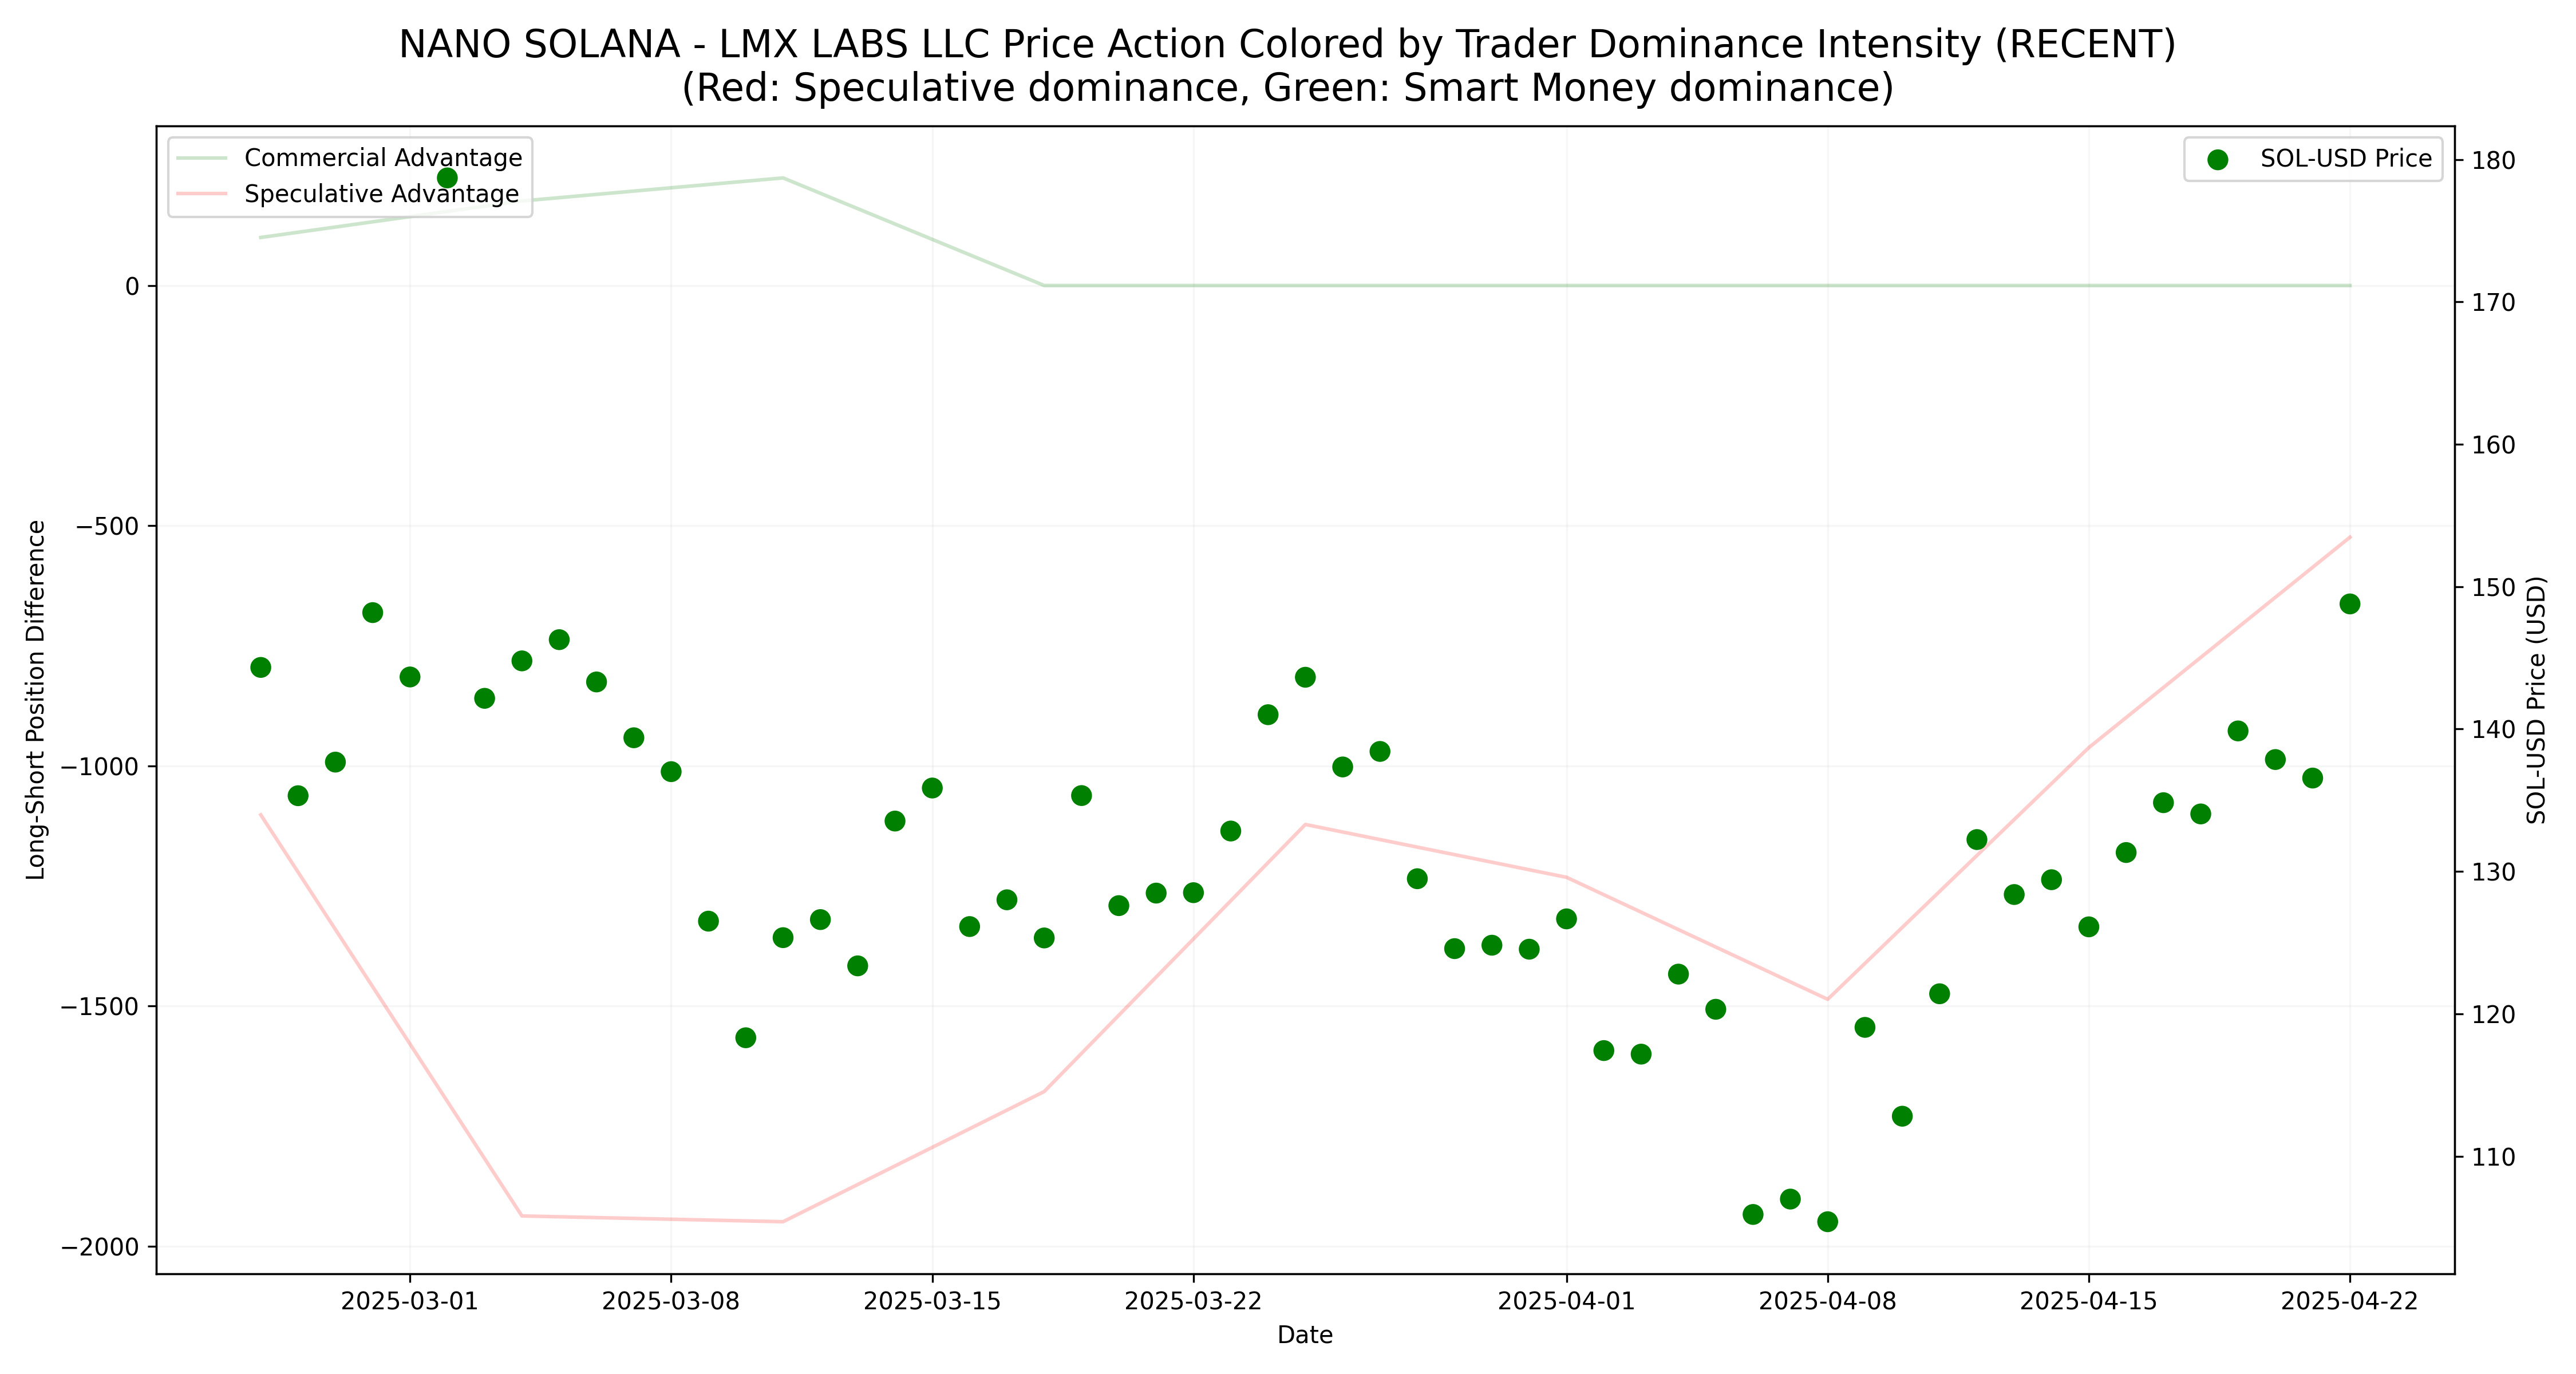 NANO SOLANA - LMX LABS LLC Price Action Colored by Trader Dominance Intensity (RECENT)
(Red: Speculative dominance, Green: Smart Money dominance)
Commercial Advantage
Speculative Advantage
SOL-USD Price
Long-Short Position Difference
0
−500
−1000
−1500
−2000
180
170
160
150
140
130
120
110
SOL-USD Price (USD)
2025-03-01
2025-03-08
2025-03-15
2025-03-22
2025-04-01
2025-04-08
2025-04-15
2025-04-22
Date